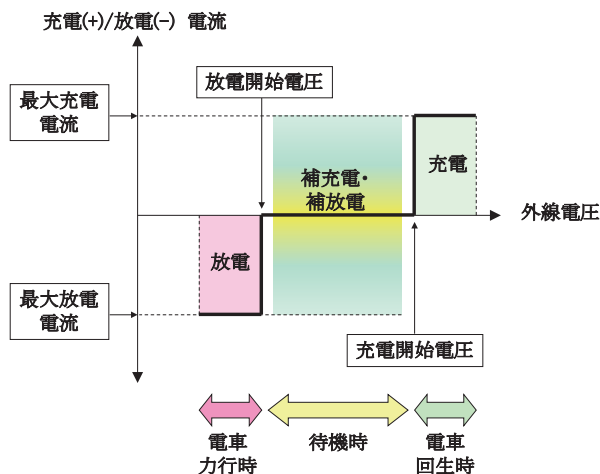 充電(+)/放電(−) 電流
放電開始電圧
最大充電
電流
充電
補充電・
補放電
外線電圧
放電
最大放電
電流
充電開始電圧
電車
力行時
待機時
電車
回生時